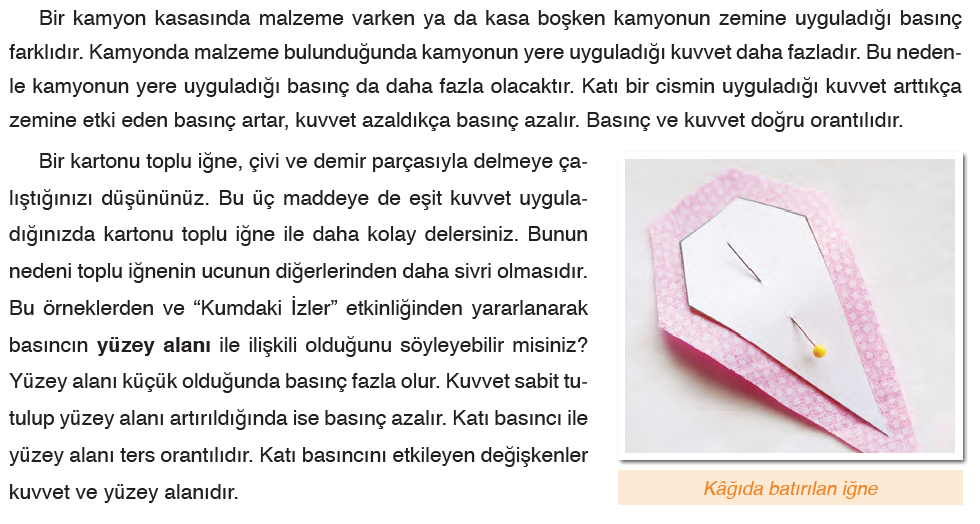 Bir kamyon kasasında malzeme varken ya da kasa boşken kamyonun zemine uyguladığı basınç
farklıdır. Kamyonda malzeme bulunduğunda kamyonun yere uyguladığı kuvvet daha fazladır. Bu neden-
le kamyonun yere uyguladığı basınç da daha fazla olacaktır. Katı bir cismin uyguladığı kuvvet arttıkça
zemine etki eden basınç artar, kuvvet azaldıkça basınç azalır. Basınç ve kuvvet doğru orantılıdır.
Bir kartonu toplu iğne, çivi ve demir parçasıyla delmeye ça-
lıştığınızı düşününüz. Bu üç maddeye de eşit kuvvet uygula-
dığınızda kartonu toplu iğne ile daha kolay delersiniz. Bunun
nedeni toplu iğnenin ucunun diğerlerinden daha sivri olmasıdır.
Bu örneklerden ve “Kumdaki İzler” etkinliğinden yararlanarak
basıncın yüzey alanı ile ilişkili olduğunu söyleyebilir misiniz?
Yüzey alanı küçük olduğunda basınç fazla olur. Kuvvet sabit tu-
tulup yüzey alanı artırıldığında ise basınç azalır. Katı basıncı ile
yüzey alanı ters orantılıdır. Katı basıncını etkileyen değişkenler
kuvvet ve yüzey alanıdır.
Kâğıda batırılan iğne